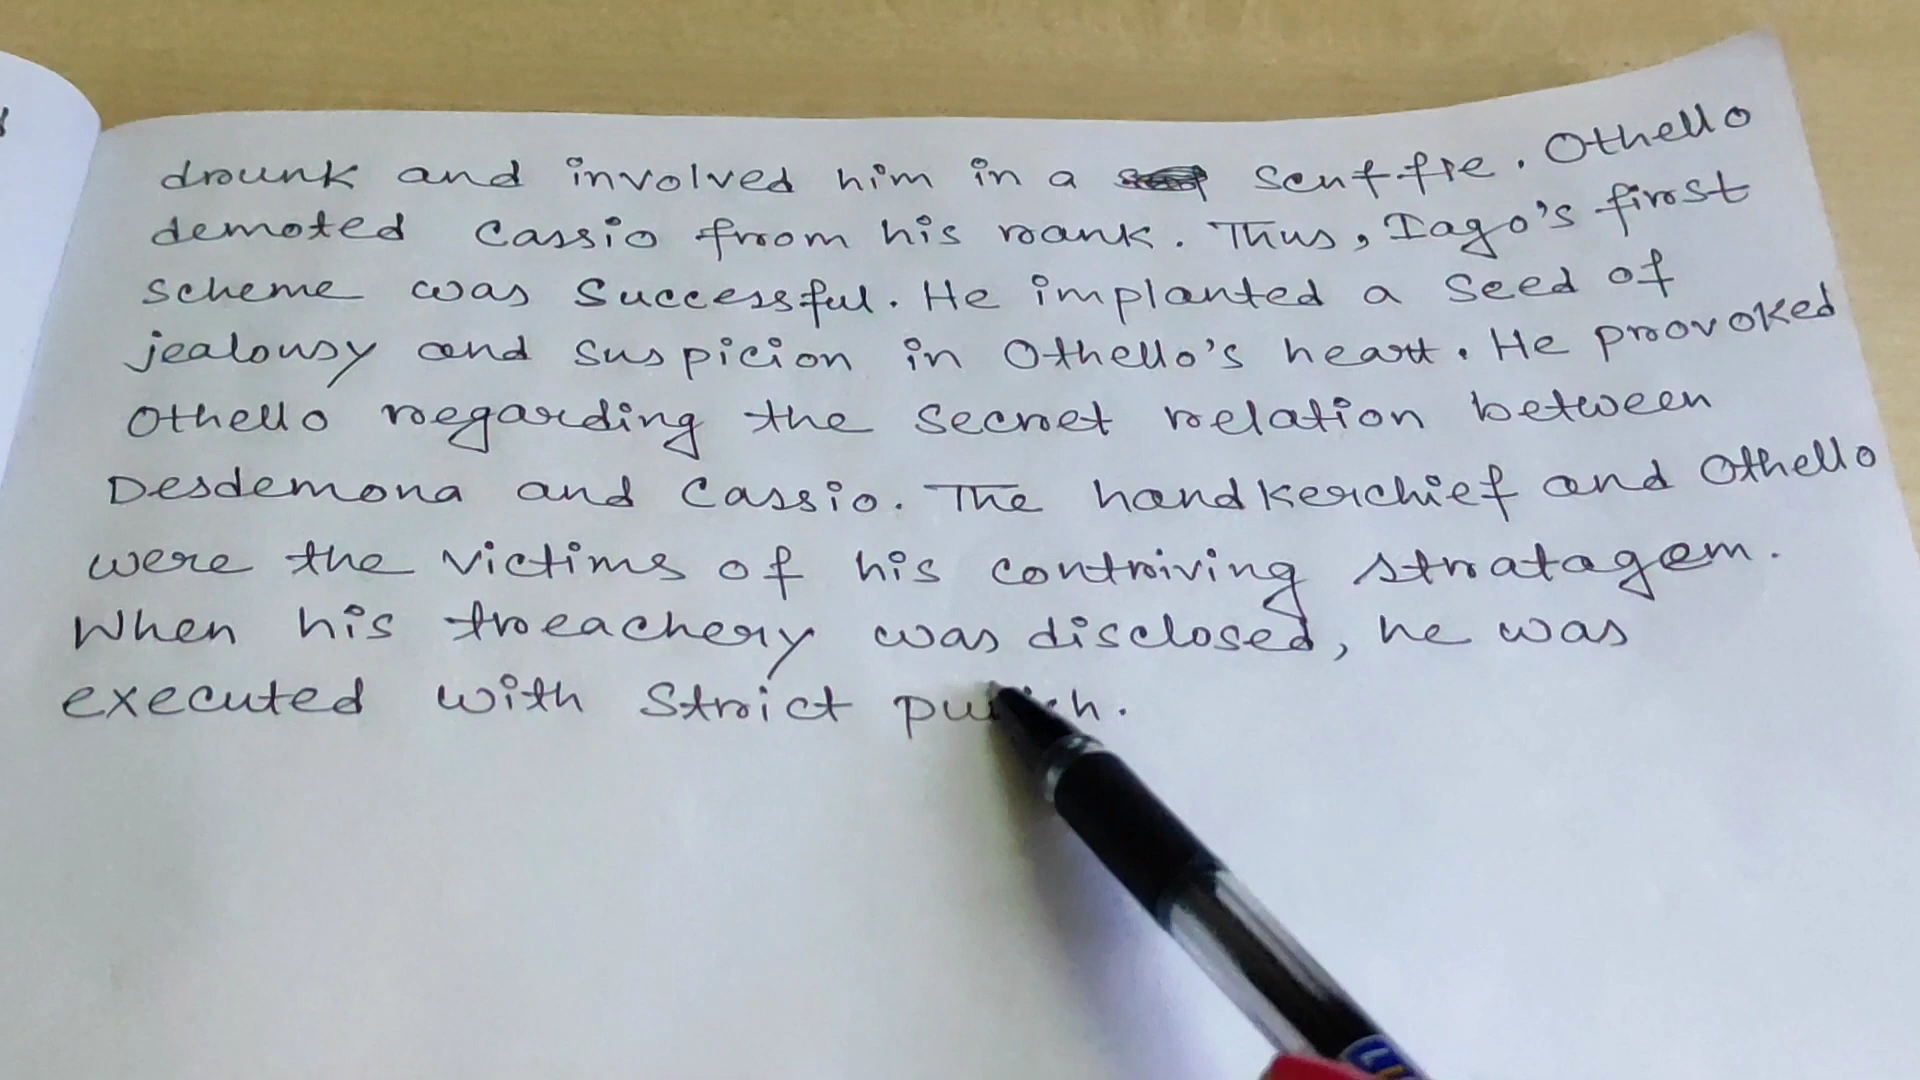 drunk and involved him in a scuffle. Othello
demoted Cassio from his rank. Thus, Iago's first
scheme was successful. He implanted a seed of
jealousy and suspicion in Othello's heart. He provoked
Othello regarding the secret relation between
Desdemona and Cassio. The handkerchief and Othello
were the victims of his contriving stratagem.
When his treachery was disclosed, he was
executed with strict